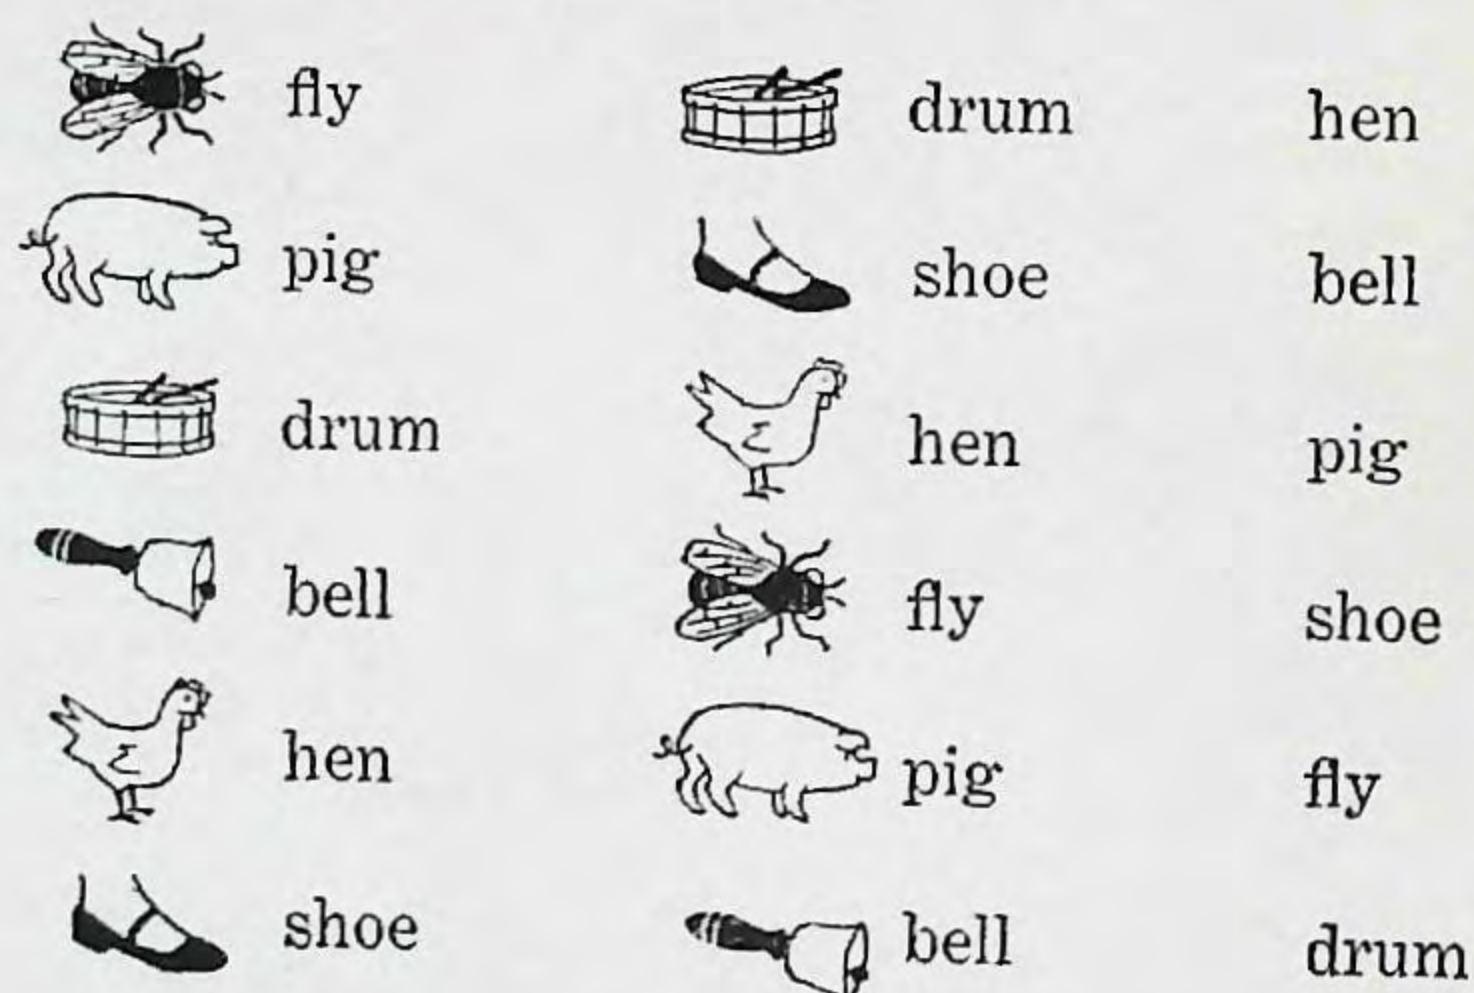 fly drum hen
pig shoe bell
drum hen pig
bell fly shoe
hen pig fly
shoe bell drum